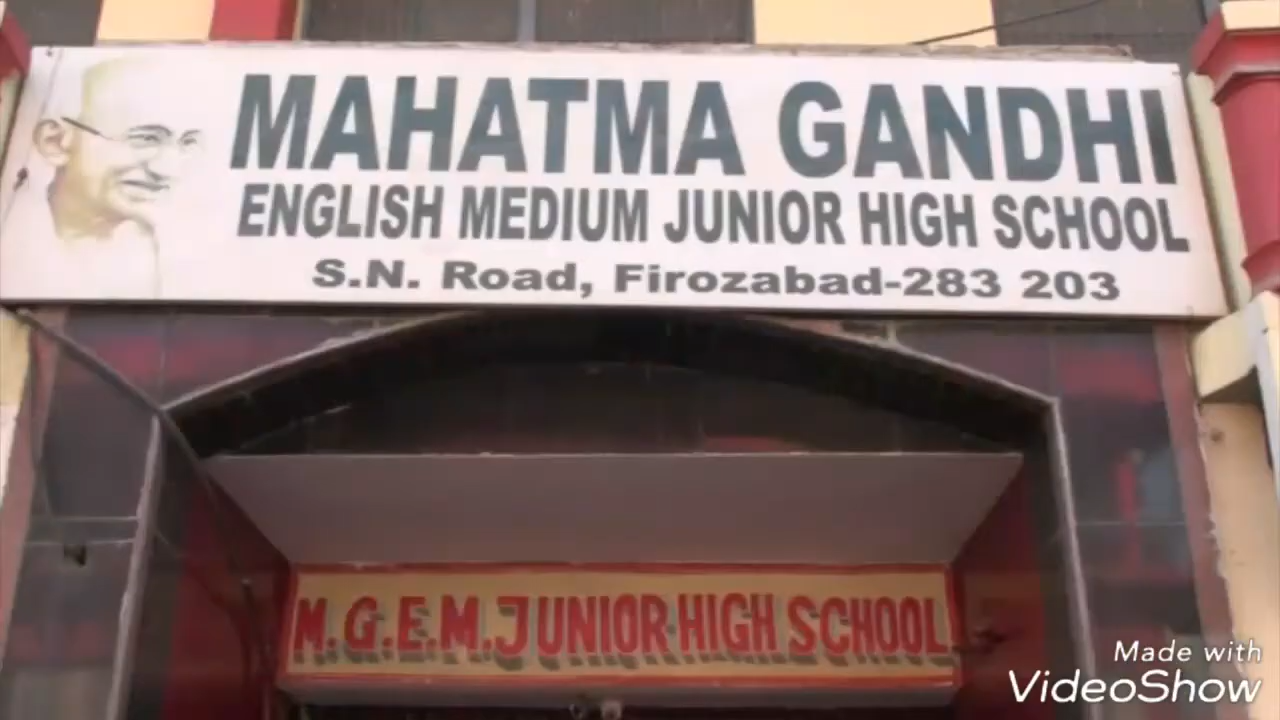 MAHATMA GANDHI
ENGLISH MEDIUM JUNIOR HIGH SCHOOL
S.N. Road, Firozabad-283 203
M.G.E.M.JUNIOR HIGH SCHOOL
Made with
VideoShow